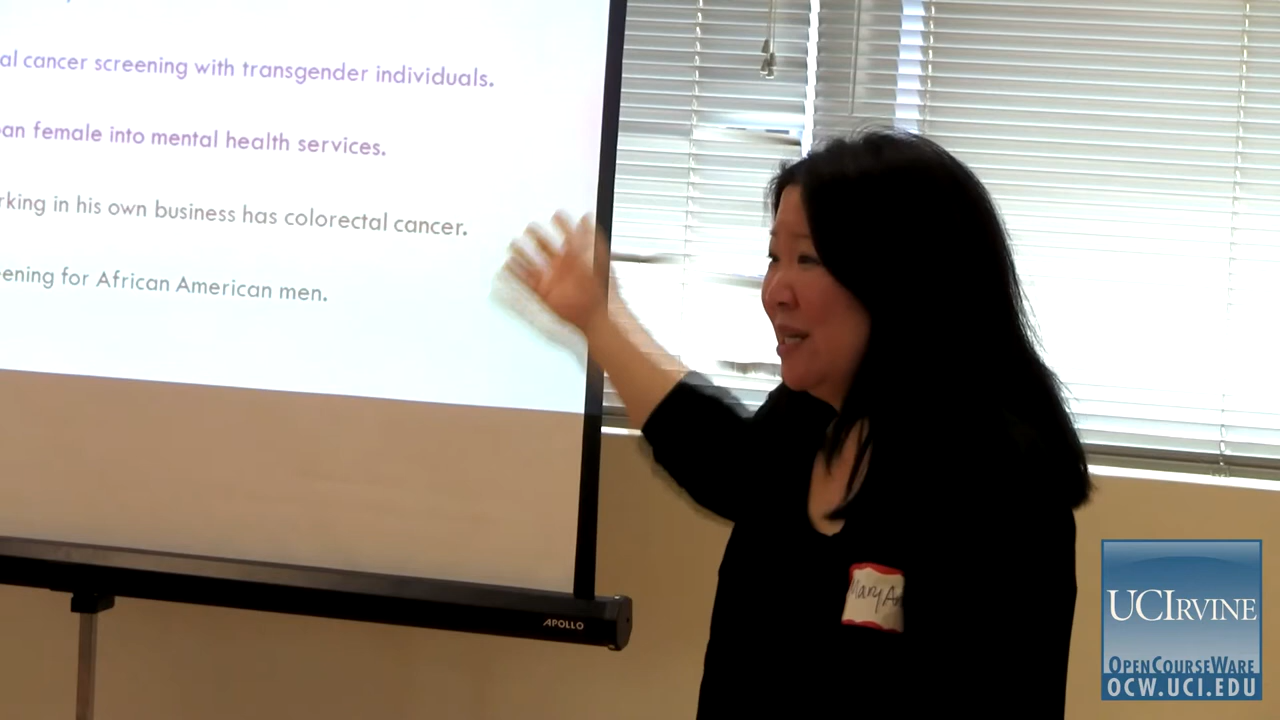 al cancer screening with transgender individuals.
an female into mental health services.
rking in his own business has colorectal cancer.
ening for African American men.
APOLLO
Mary A
UCIRVINE
OPENCOURSEWARE
OCW.UCI.EDU